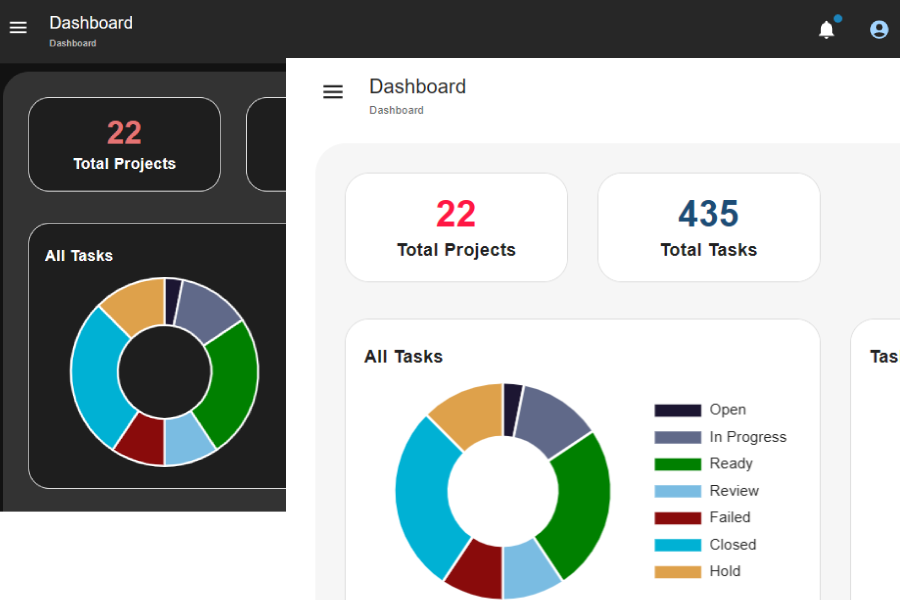 Dashboard
Dashboard
22
Total Projects
All Tasks
Dashboard
Dashboard
22
Total Projects
435
Total Tasks
All Tasks
Open
In Progress
Ready
Review
Failed
Closed
Hold
Tas